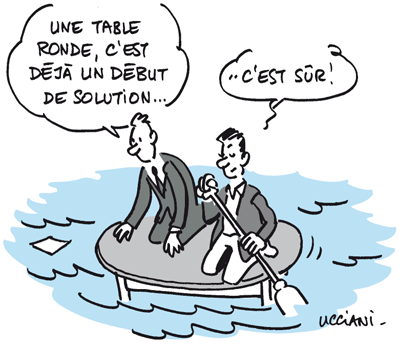 UNE TABLE
RONDE, C'EST
DÉJÀ UN DÉBUT
DE SOLUTION...
..C'EST SÛR!
UCCIANI-